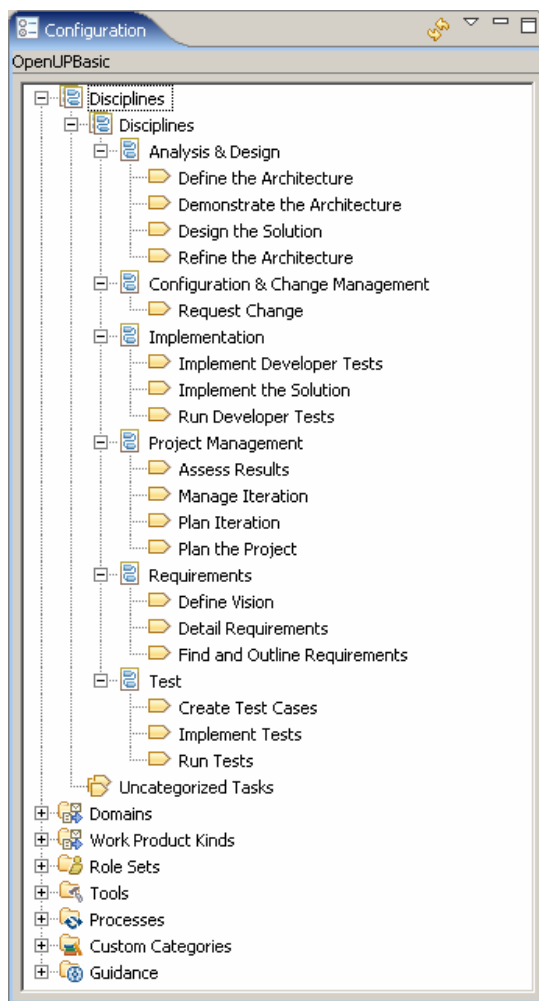 Configuration
OpenUPBasic
Disciplines
Disciplines
Analysis & Design
Define the Architecture
Demonstrate the Architecture
Design the Solution
Refine the Architecture
Configuration & Change Management
Request Change
Implementation
Implement Developer Tests
Implement the Solution
Run Developer Tests
Project Management
Assess Results
Manage Iteration
Plan Iteration
Plan the Project
Requirements
Define Vision
Detail Requirements
Find and Outline Requirements
Test
Create Test Cases
Implement Tests
Run Tests
Uncategorized Tasks
Domains
Work Product Kinds
Role Sets
Tools
Processes
Custom Categories
Guidance